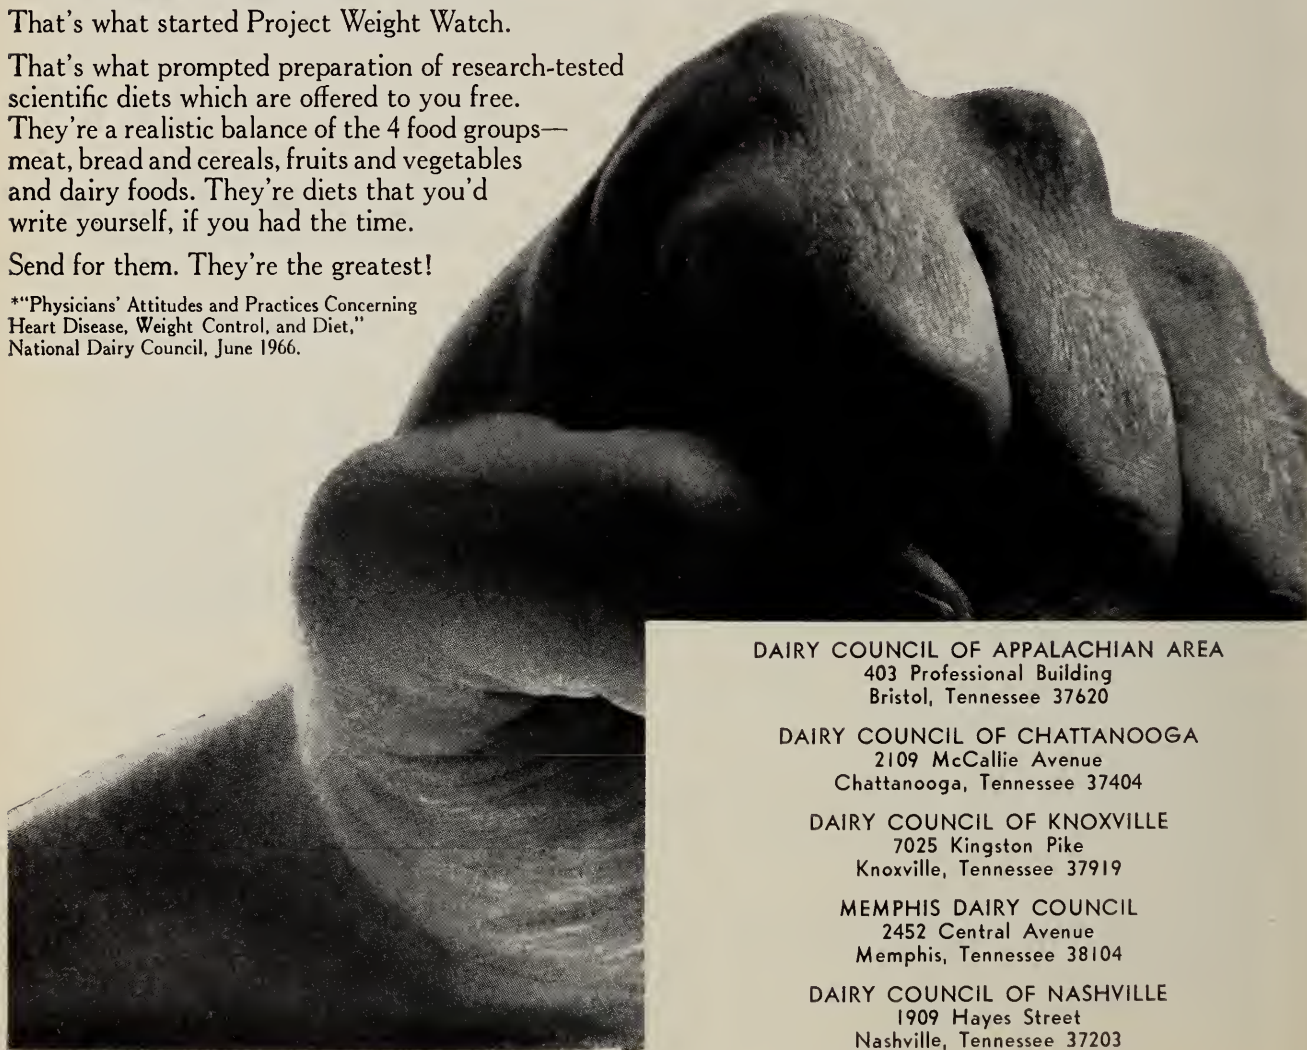 That's what started Project Weight Watch.
That's what prompted preparation of research-tested
scientific diets which are offered to you free.
They're a realistic balance of the 4 food groups—
meat, bread and cereals, fruits and vegetables
and dairy foods. They're diets that you'd
write yourself, if you had the time.
Send for them. They're the greatest!
*"Physicians' Attitudes and Practices Concerning
Heart Disease, Weight Control, and Diet,"
National Dairy Council, June 1966.
DAIRY COUNCIL OF APPALACHIAN AREA
403 Professional Building
Bristol, Tennessee 37620
DAIRY COUNCIL OF CHATTANOOGA
2109 McCallie Avenue
Chattanooga, Tennessee 37404
DAIRY COUNCIL OF KNOXVILLE
7025 Kingston Pike
Knoxville, Tennessee 37919
MEMPHIS DAIRY COUNCIL
2452 Central Avenue
Memphis, Tennessee 38104
DAIRY COUNCIL OF NASHVILLE
1909 Hayes Street
Nashville, Tennessee 37203